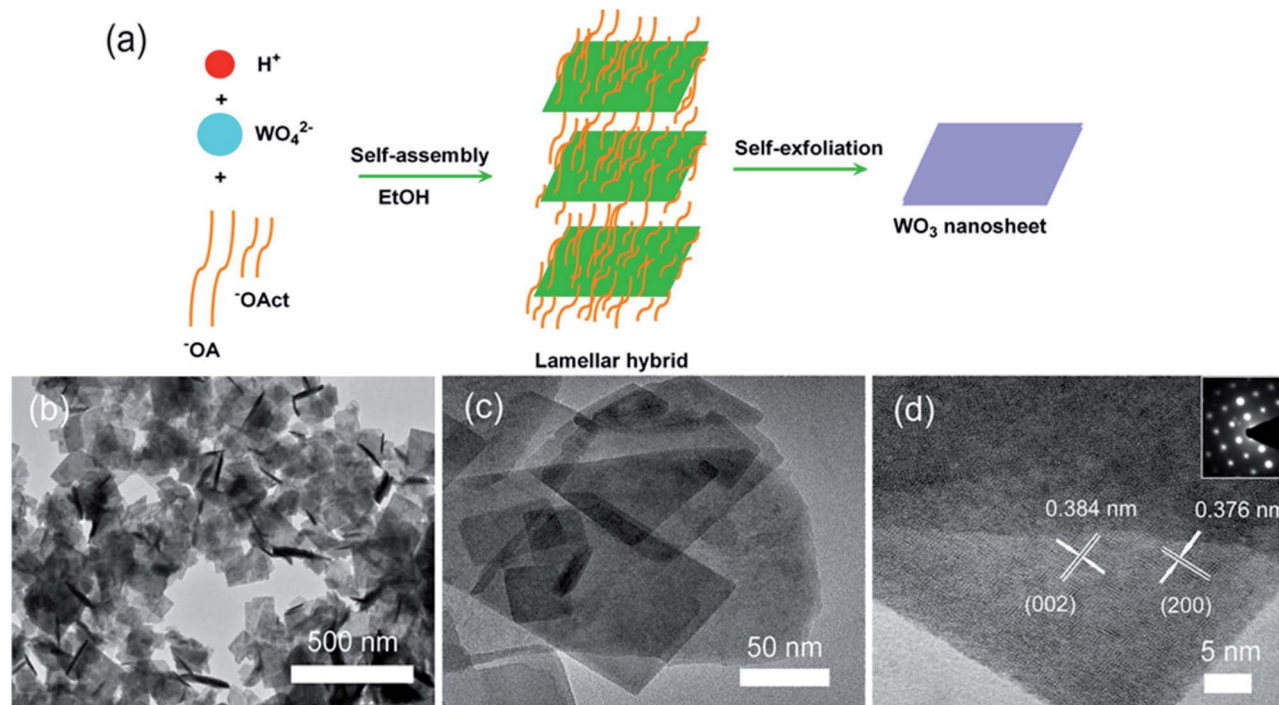 (a)
H⁺
+
WO₄²⁻
+
⁻OAct
⁻OA
Self-assembly
EtOH
Lamellar hybrid
Self-exfoliation
WO₃ nanosheet
(b)
500 nm
(c)
50 nm
(d)
0.384 nm
0.376 nm
(002)
(200)
5 nm